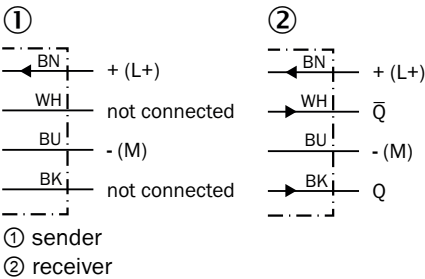 ①
BN + (L+)
WH not connected
BU - (M)
BK not connected
②
BN + (L+)
WH Q̅
BU - (M)
BK Q
① sender
② receiver